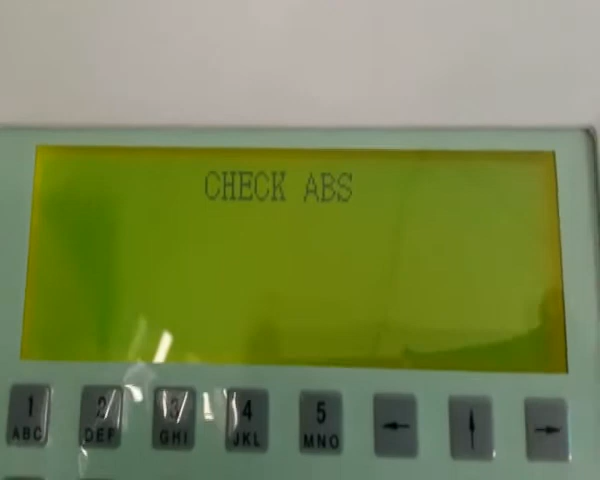 CHECK ABS
1 2 3 4 5 ← ↑ →
ABC DEF GHI JKL MNO